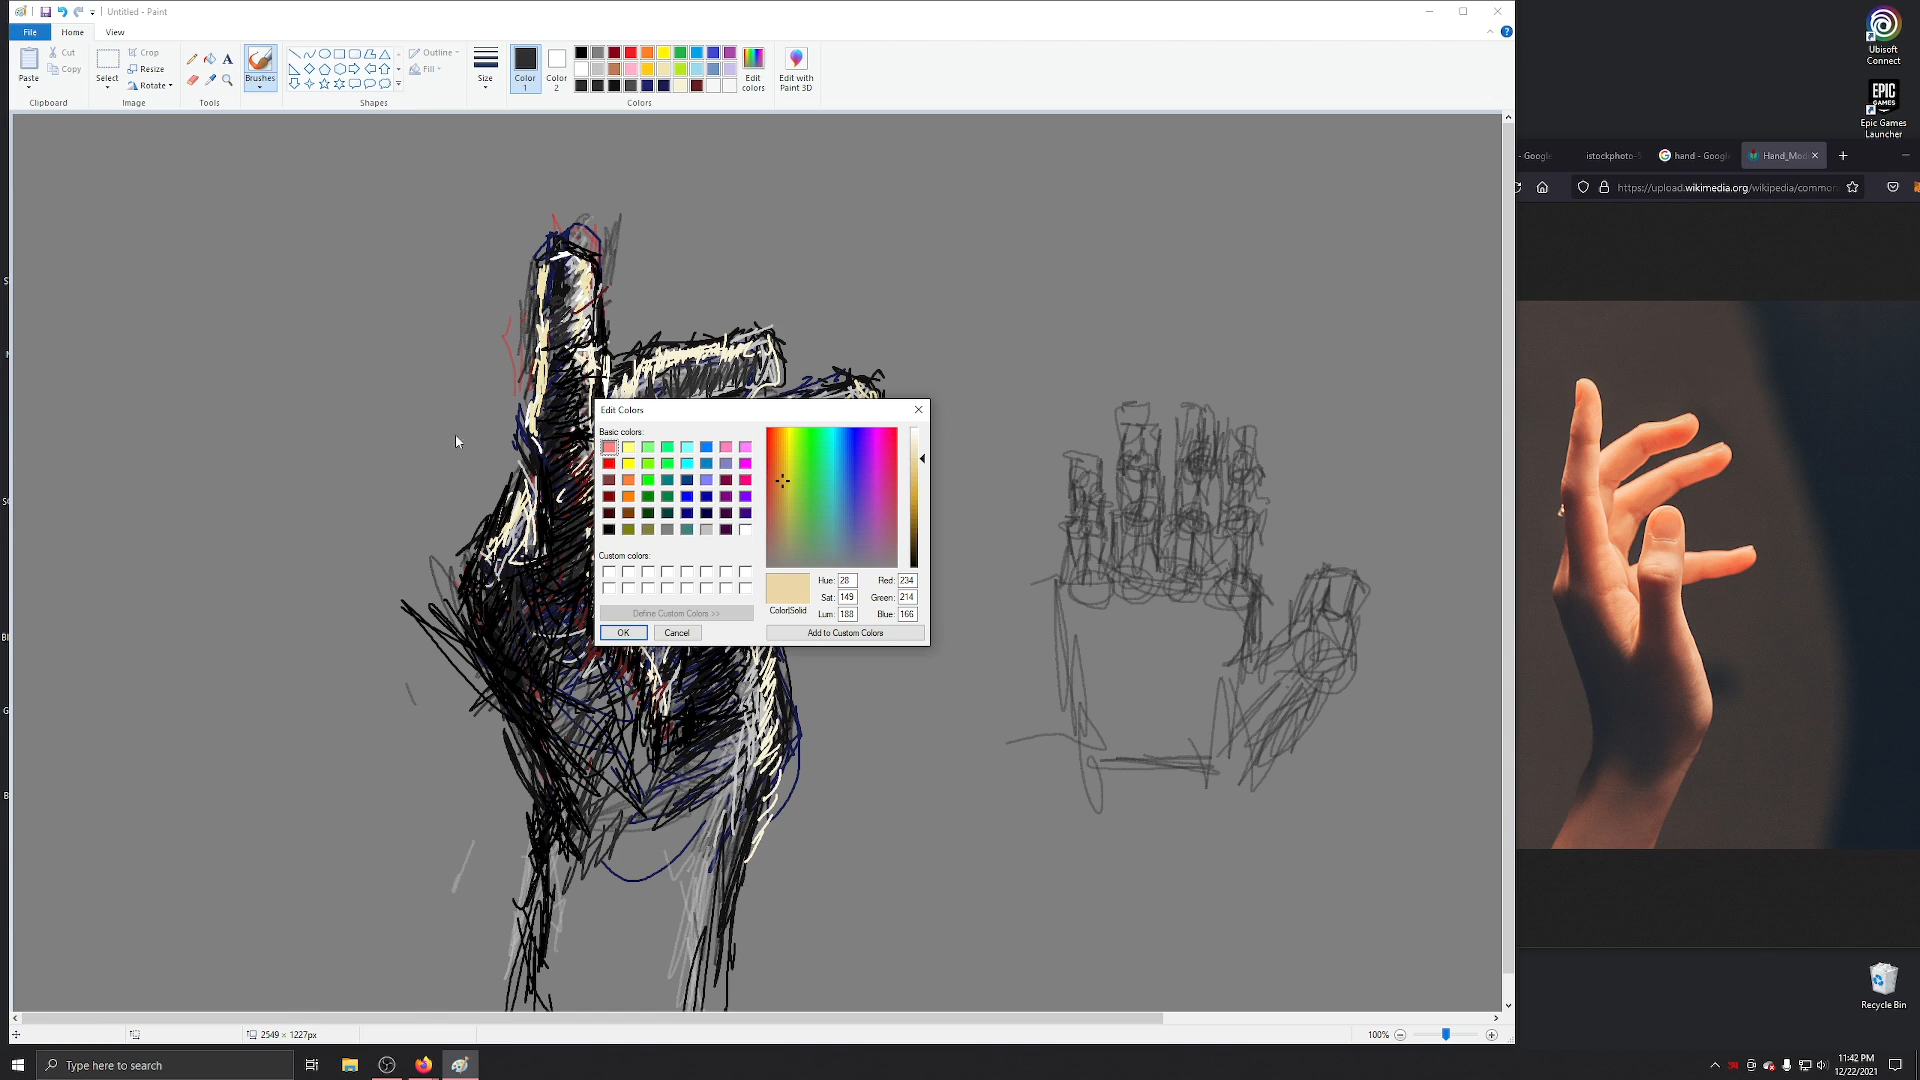 Untitled - Paint
File
Home
View
Paste
Cut
Copy
Clipboard
Select
Crop
Resize
Rotate
Image
A
Tools
Brushes
Outline
Fill
Shapes
Size
Color
1
Color
2
Edit
colors
Colors
Edit with
Paint 3D
Ubisoft
Connect
EPIC
GAMES
Epic Games
Launcher
- Google
istockphoto-5
hand - Google
Hand_Mod
https://upload.wikimedia.org/wikipedia/common
Edit Colors
Basic colors:
Custom colors:
Define Custom Colors >>
OK
Cancel
Color|Solid
Hue: 28
Sat: 149
Lum: 188
Red: 234
Green: 214
Blue: 166
Add to Custom Colors
Recycle Bin
2549 × 1227px
100%
Type here to search
11:42 PM
12/22/2021